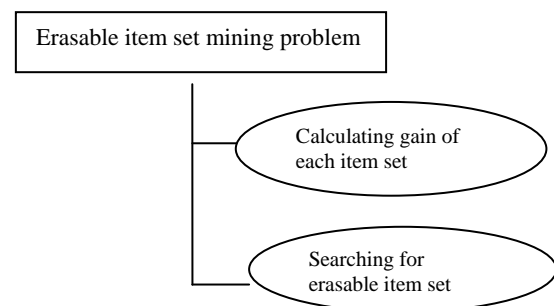 Erasable item set mining problem
Calculating gain of
each item set
Searching for
erasable item set